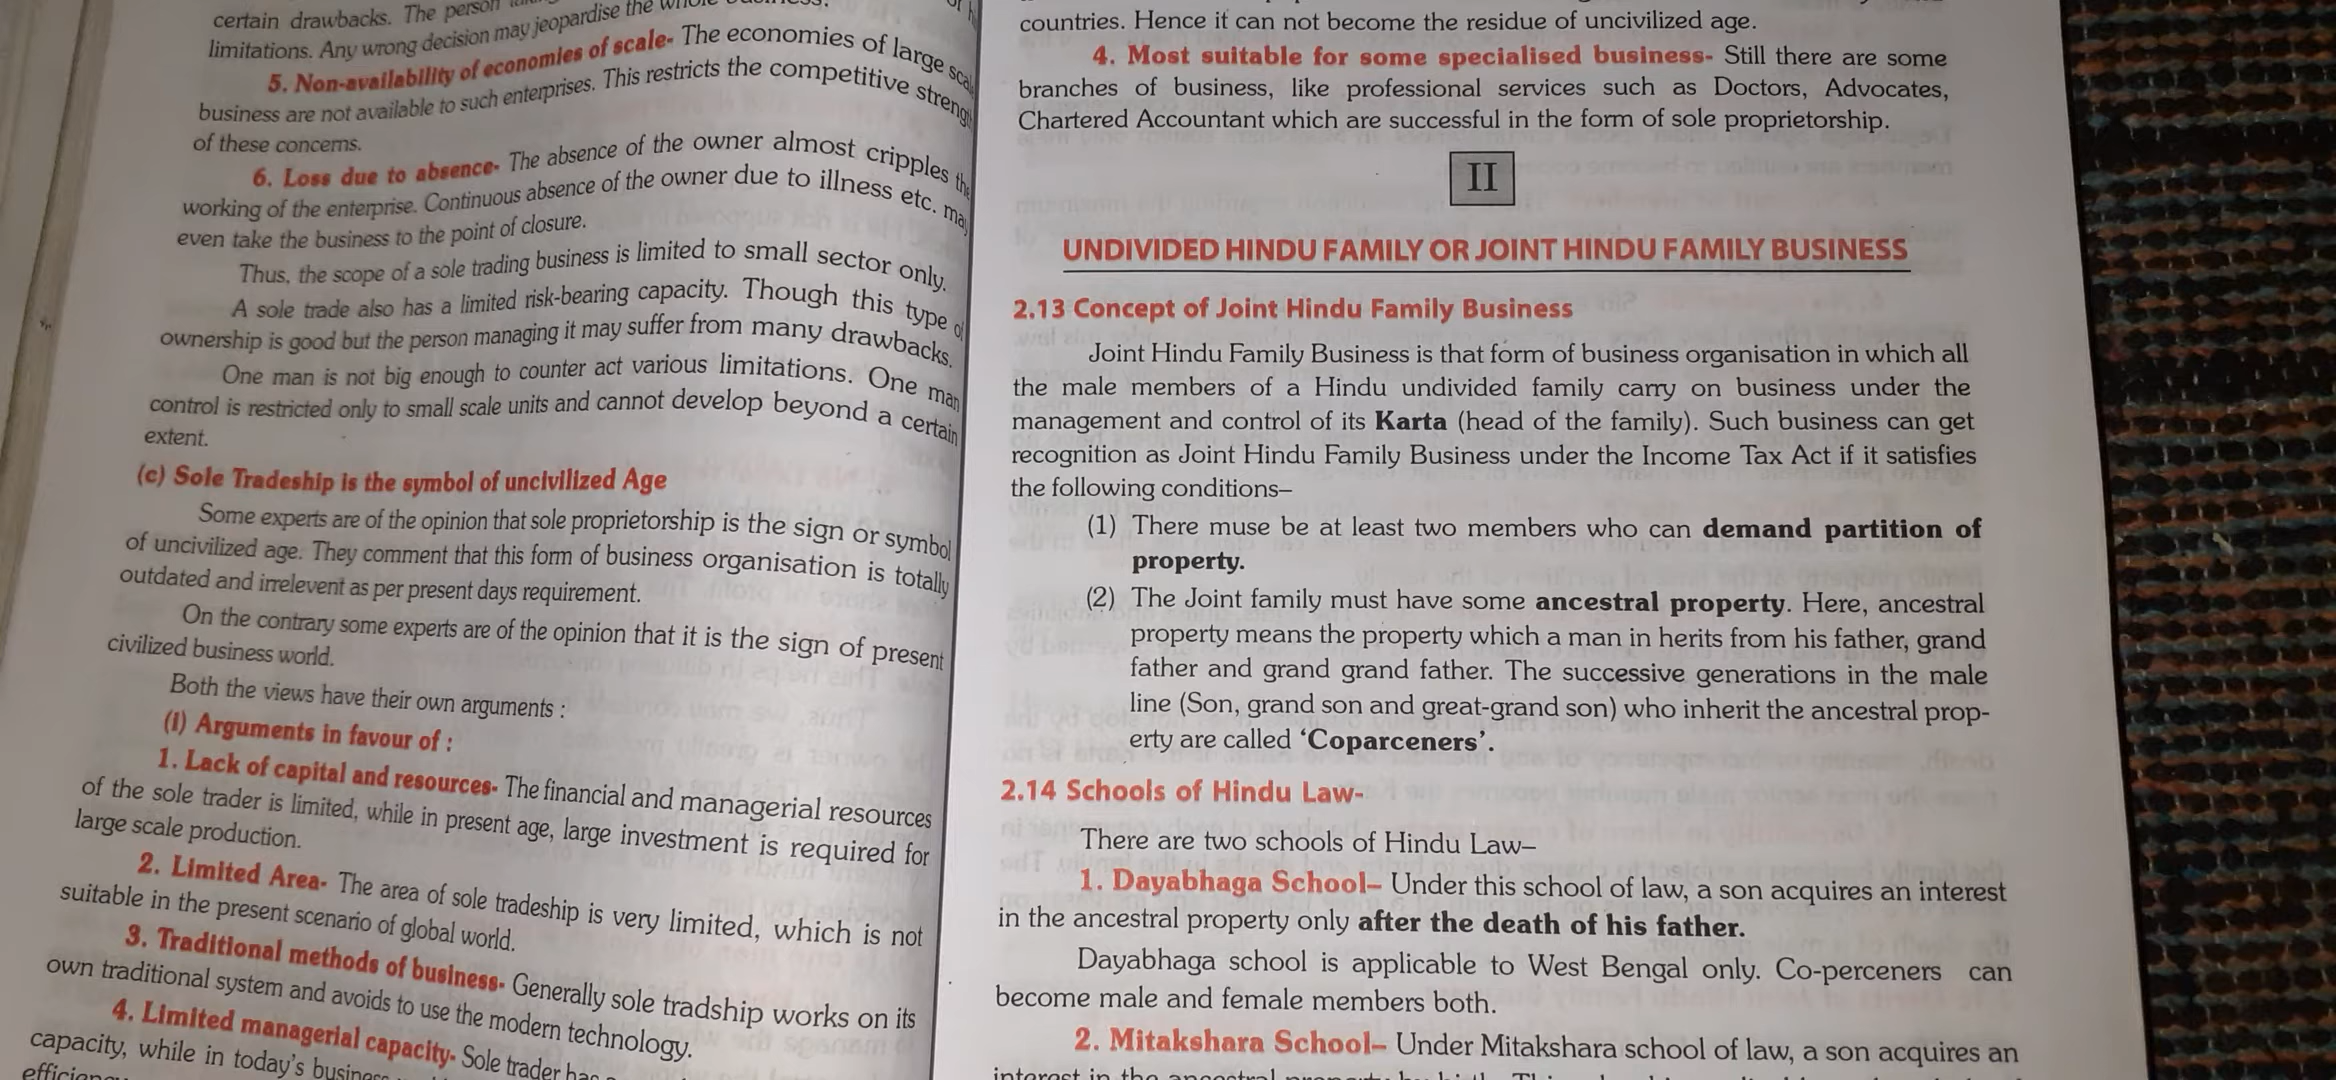 certain drawbacks. The person
limitations. Any wrong decision may jeopardise the whole
5. Non-availability of economies of scale- The economies of large
business are not available to such enterprises. This restricts the competitive
of these concerns.
6. Loss due to absence- The absence of the owner almost cripples
working of the enterprise. Continuous absence of the owner due to illness etc.
even take the business to the point of closure.
Thus, the scope of a sole trading business is limited to small sector only.
A sole trade also has a limited risk-bearing capacity. Though this type
ownership is good but the person managing it may suffer from many drawbacks.
One man is not big enough to counter act various limitations. One man
control is restricted only to small scale units and cannot develop beyond a certain
extent.
(c) Sole Tradeship is the symbol of uncivilized Age
Some experts are of the opinion that sole proprietorship is the sign or symbol
of uncivilized age. They comment that this form of business organisation is totally
outdated and irrelevent as per present days requirement.
On the contrary some experts are of the opinion that it is the sign of present
civilized business world.
Both the views have their own arguments :
(i) Arguments in favour of :
1. Lack of capital and resources- The financial and managerial resources
of the sole trader is limited, while in present age, large investment is required for
large scale production.
2. Limited Area- The area of sole tradeship is very limited, which is not
suitable in the present scenario of global world.
3. Traditional methods of business- Generally sole tradship works on its
own traditional system and avoids to use the modern technology.
4. Limited managerial capacity- Sole trader
capacity, while in today's
countries. Hence it can not become the residue of uncivilized age.
4. Most suitable for some specialised business- Still there are some
branches of business, like professional services such as Doctors, Advocates,
Chartered Accountant which are successful in the form of sole proprietorship.
II
UNDIVIDED HINDU FAMILY OR JOINT HINDU FAMILY BUSINESS
2.13 Concept of Joint Hindu Family Business
Joint Hindu Family Business is that form of business organisation in which all
the male members of a Hindu undivided family carry on business under the
management and control of its Karta (head of the family). Such business can get
recognition as Joint Hindu Family Business under the Income Tax Act if it satisfies
the following conditions–
(1) There muse be at least two members who can demand partition of
property.
(2) The Joint family must have some ancestral property. Here, ancestral
property means the property which a man in herits from his father, grand
father and grand grand father. The successive generations in the male
line (Son, grand son and great-grand son) who inherit the ancestral prop-
erty are called ‘Coparceners’.
2.14 Schools of Hindu Law-
There are two schools of Hindu Law–
1. Dayabhaga School– Under this school of law, a son acquires an interest
in the ancestral property only after the death of his father.
Dayabhaga school is applicable to West Bengal only. Co-perceners can
become male and female members both.
2. Mitakshara School– Under Mitakshara school of law, a son acquires an